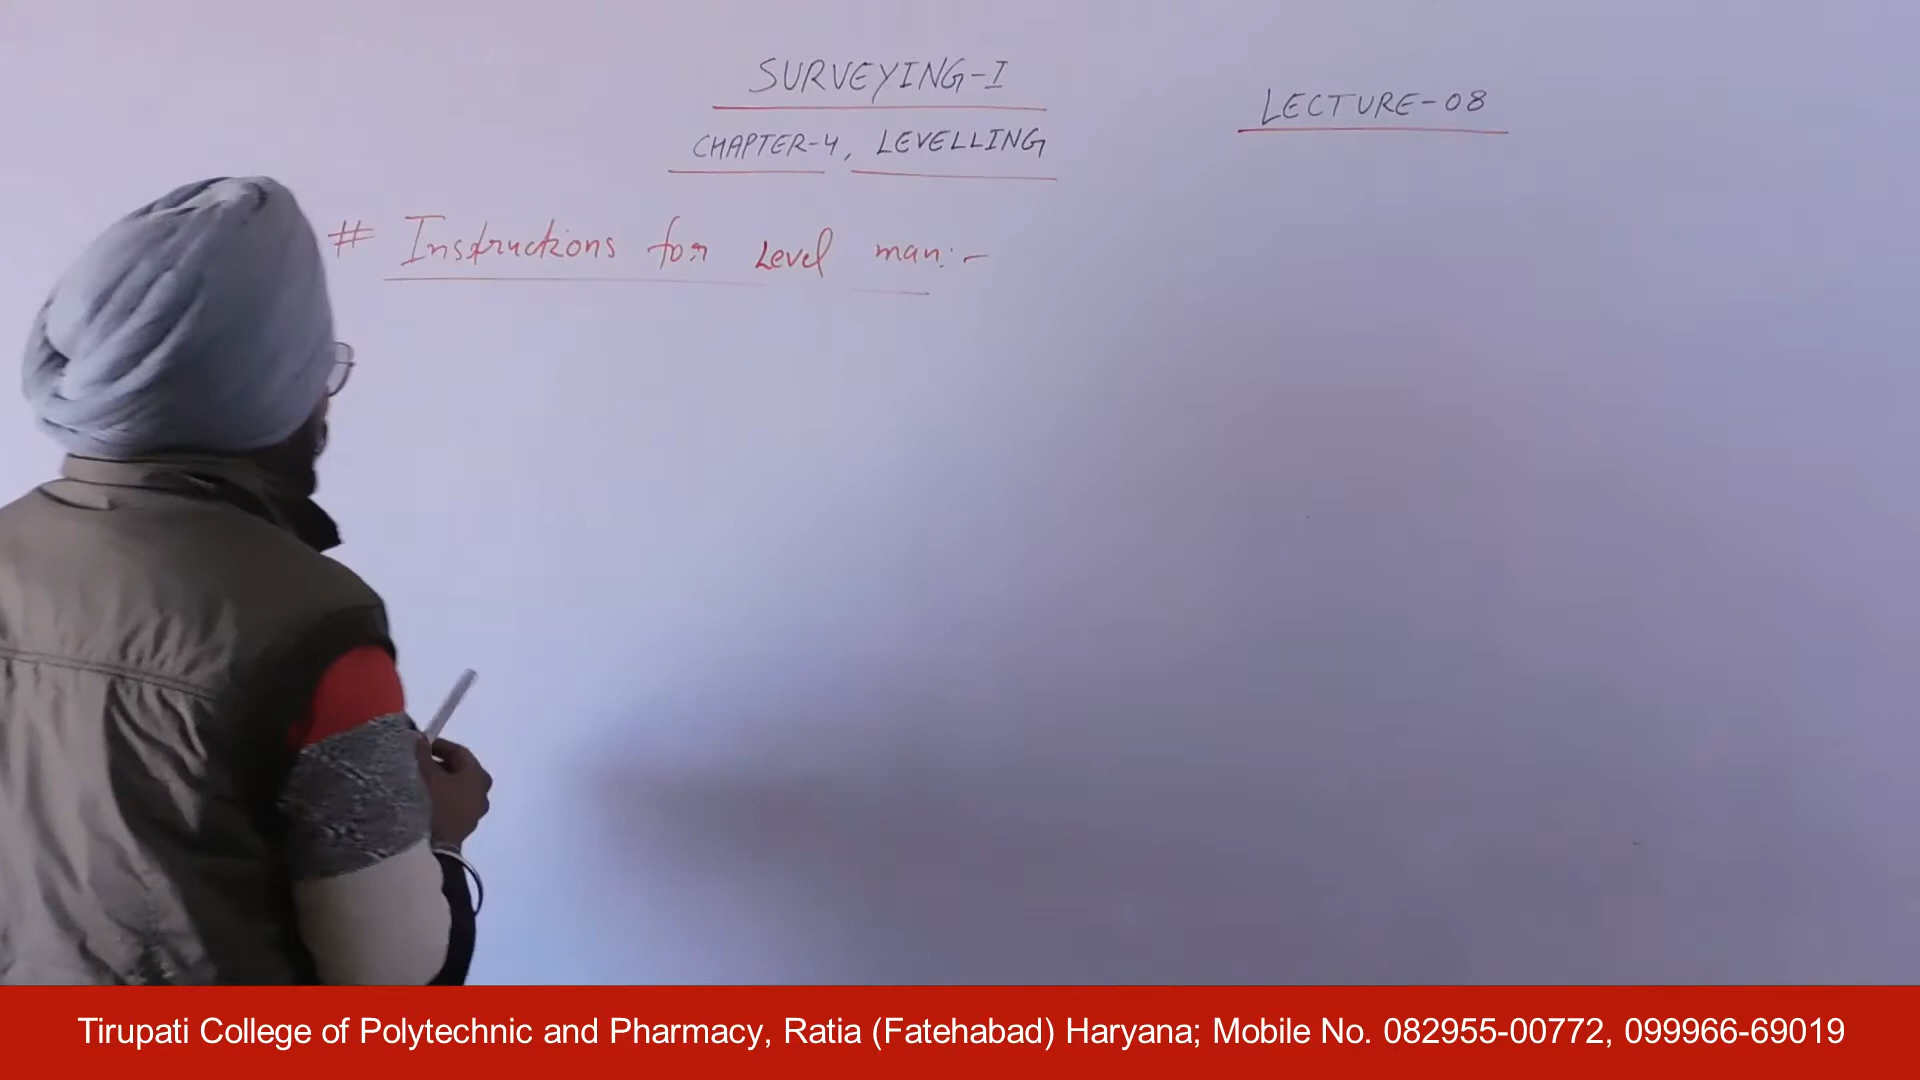 SURVEYING-I
LECTURE-08
CHAPTER-4, LEVELLING
# Instructions for Level man:-
Tirupati College of Polytechnic and Pharmacy, Ratia (Fatehabad) Haryana; Mobile No. 082955-00772, 099966-69019